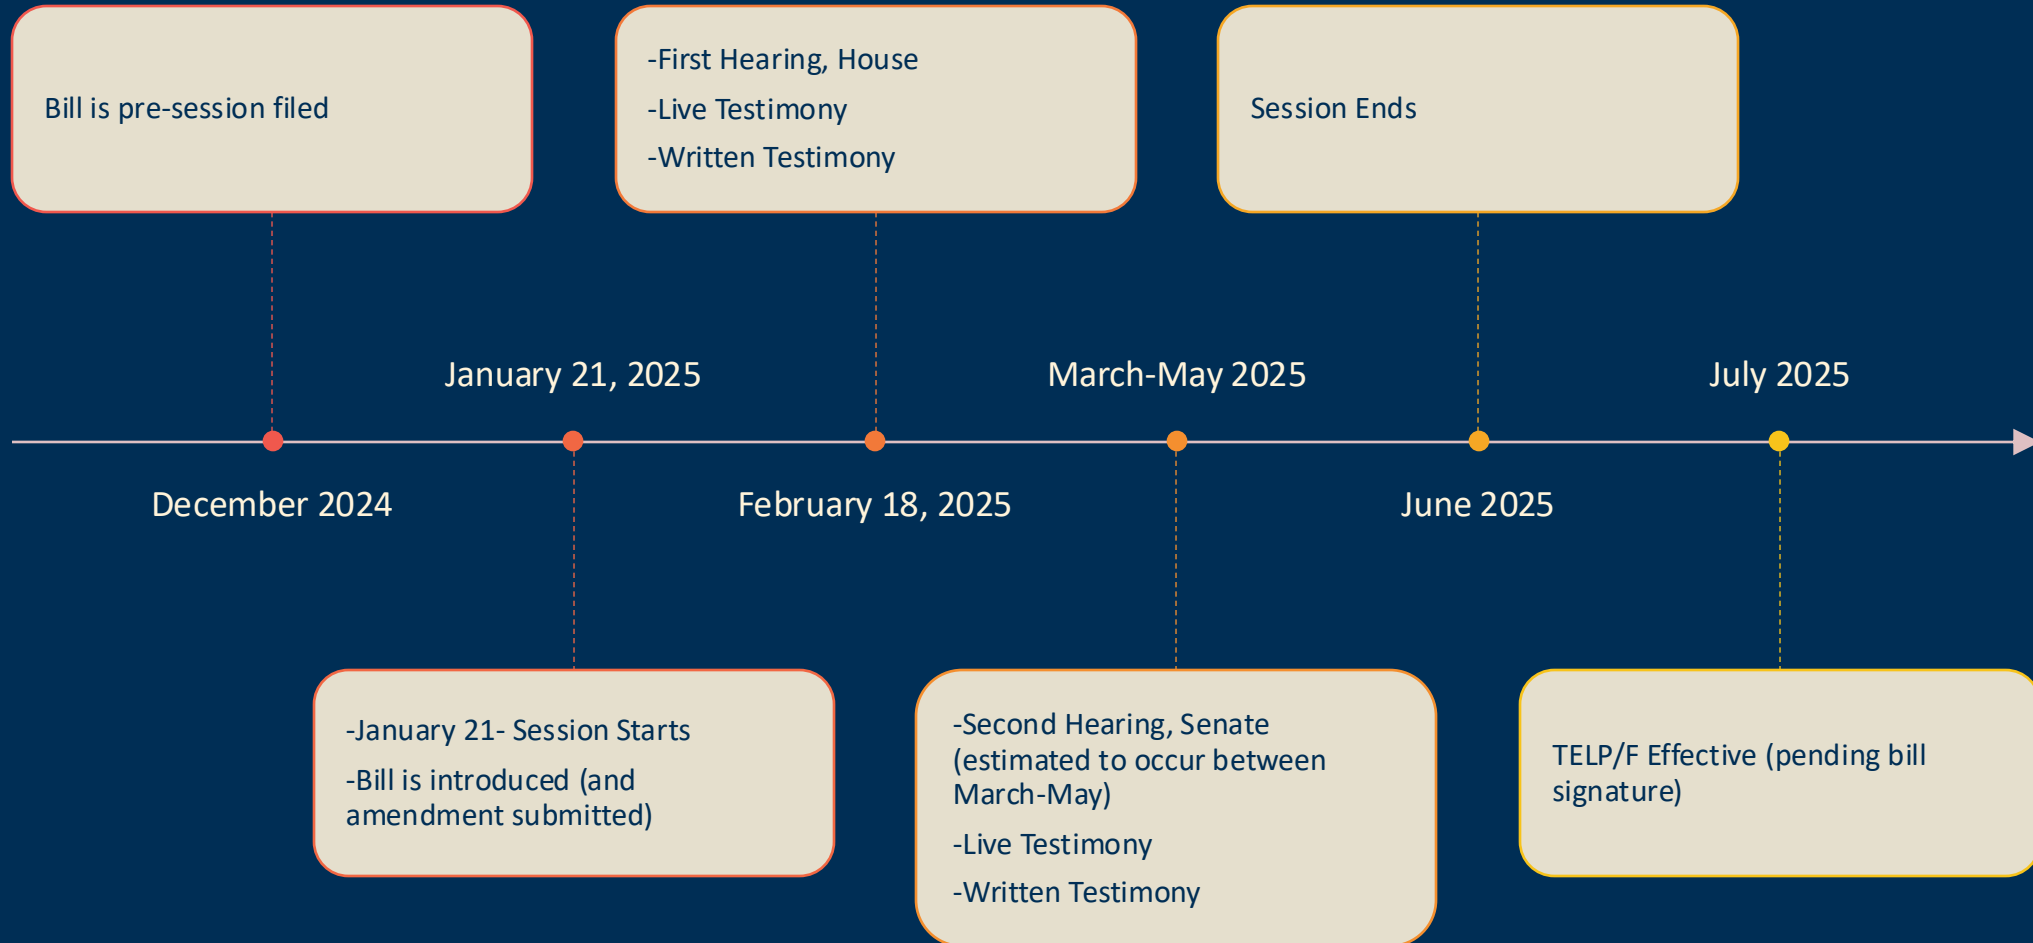 Bill is pre-session filed
-First Hearing, House
-Live Testimony
-Written Testimony
Session Ends
January 21, 2025
March-May 2025
July 2025
December 2024
February 18, 2025
June 2025
-January 21- Session Starts
-Bill is introduced (and
amendment submitted)
-Second Hearing, Senate
(estimated to occur between
March-May)
-Live Testimony
-Written Testimony
TELP/F Effective (pending bill
signature)